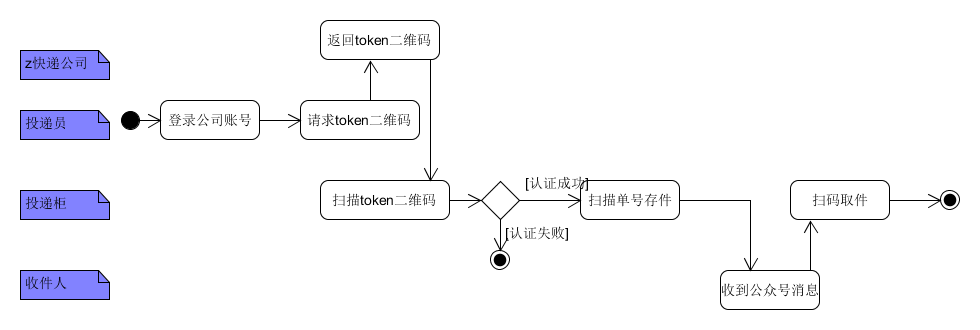 返回token二维码
z快递公司
投递员
登录公司账号
请求token二维码
投递柜
扫描token二维码
[认证成功]
扫描单号存件
扫码取件
[认证失败]
收件人
收到公众号消息